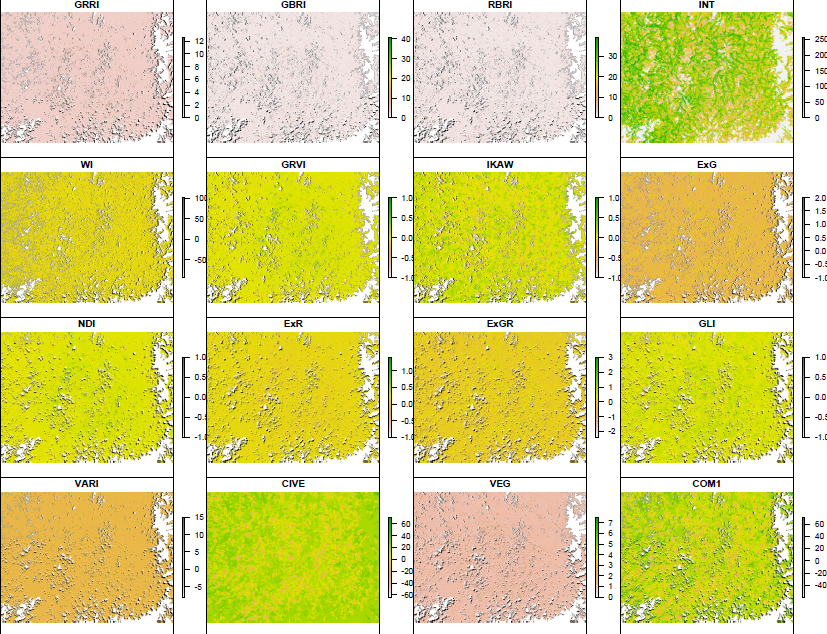 GRRI GBRI RBRI INT
12 40 250
10 30 30 200
8 20 20 150
6 10 10 100
4 0 0 50
2 0
0
WI GRVI IKAW ExG
100 1.0 1.0 2.0
50 0.5 0.5 1.5
0 0.0 0.0 1.0
-50 -0.5 -0.5 0.5
-1.0 -1.0 0.0
-0.5
-1.0
NDI ExR ExGR GLI
1.0 1.0 3 1.0
0.5 0.5 2 0.5
0.0 0.0 1 0.0
-0.5 -0.5 0 -0.5
-1.0 -1.0 -1 -1.0
-2
VARI CIVE VEG COM1
15 60 7 60
10 40 6 40
5 20 5 20
0 0 4 0
-5 -20 3 -20
-40 2 -40
-60 1
0